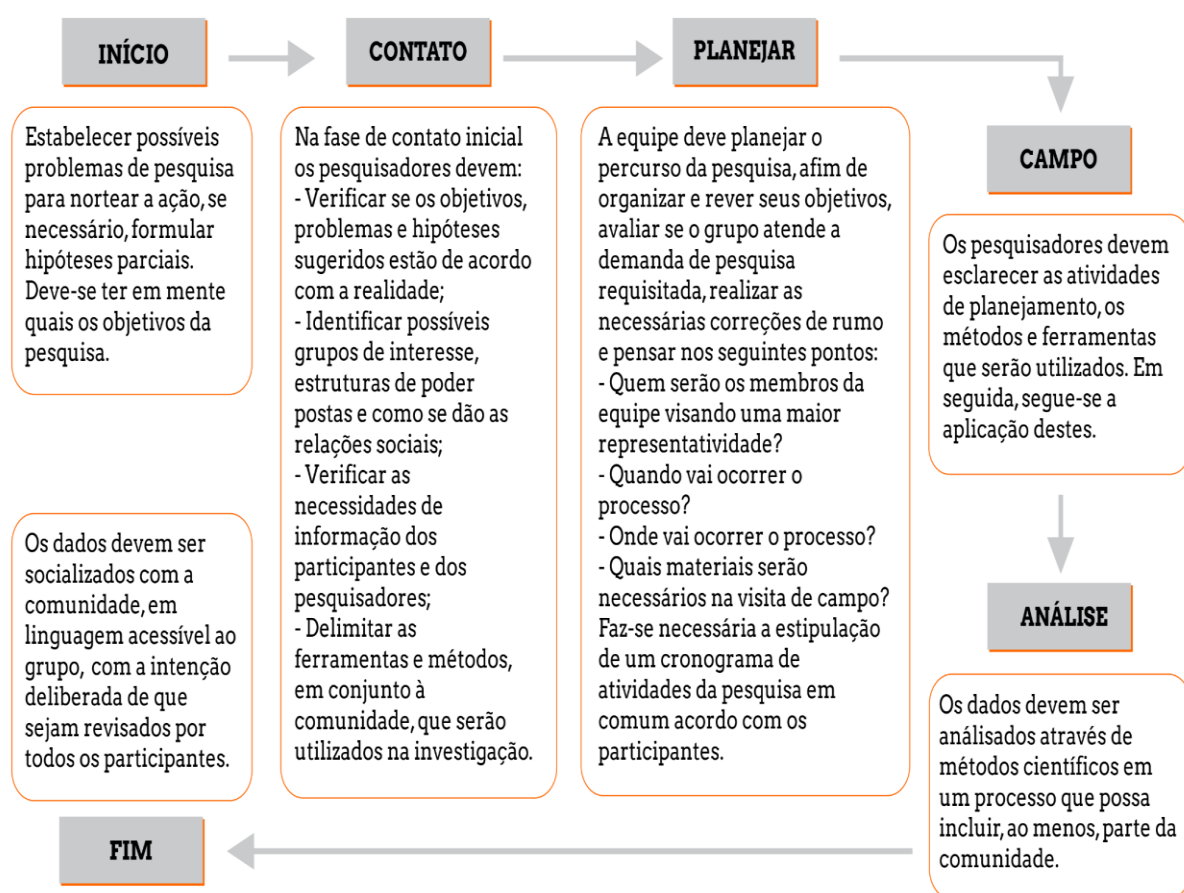 INÍCIO
Estabelecer possíveis
problemas de pesquisa
para nortear a ação, se
necessário, formular
hipóteses parciais.
Deve-se ter em mente
quais os objetivos da
pesquisa.
CONTATO
Na fase de contato inicial
os pesquisadores devem:
- Verificar se os objetivos,
problemas e hipóteses
sugeridos estão de acordo
com a realidade;
- Identificar possíveis
grupos de interesse,
estruturas de poder
postas e como se dão as
relações sociais;
- Verificar as
necessidades de
informação dos
participantes e dos
pesquisadores;
- Delimitar as
ferramentas e métodos,
em conjunto à
comunidade, que serão
utilizados na investigação.
PLANEJAR
A equipe deve planejar o
percurso da pesquisa, afim de
organizar e rever seus objetivos,
avaliar se o grupo atende a
demanda de pesquisa
requisitada, realizar as
necessárias correções de rumo
e pensar nos seguintes pontos:
- Quem serão os membros da
equipe visando uma maior
representatividade?
- Quando vai ocorrer o
processo?
- Onde vai ocorrer o processo?
- Quais materiais serão
necessários na visita de campo?
Faz-se necessária a estipulação
de um cronograma de
atividades da pesquisa em
comum acordo com os
participantes.
CAMPO
Os pesquisadores devem
esclarecer as atividades
de planejamento, os
métodos e ferramentas
que serão utilizados. Em
seguida, segue-se a
aplicação destes.
ANÁLISE
Os dados devem ser
análisados através de
métodos científicos em
um processo que possa
incluir, ao menos, parte da
comunidade.
Os dados devem ser
socializados com a
comunidade, em
linguagem acessível ao
grupo, com a intenção
deliberada de que
sejam revisados por
todos os participantes.
FIM